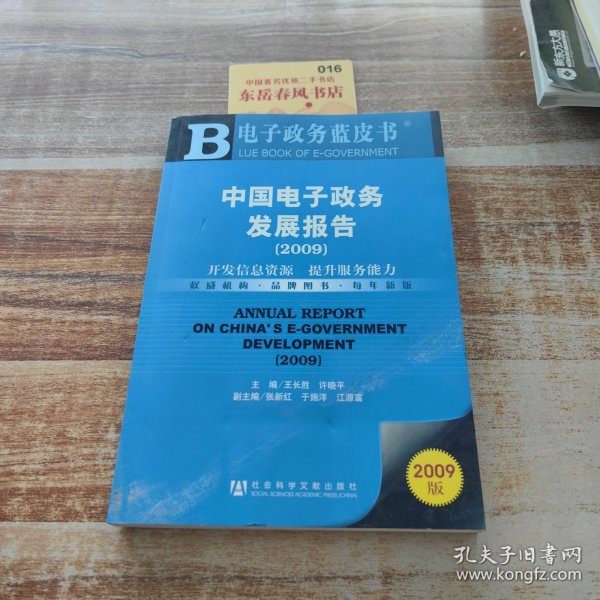 016
中国著名优质二手书店
东岳春风书店
新东方大愚
B 电子政务蓝皮书®
LUE BOOK OF E-GOVERNMENT
中国电子政务
发展报告
(2009)
开发信息资源 提升服务能力
权威机构·品牌图书·每年新版
ANNUAL REPORT
ON CHINA'S E-GOVERNMENT
DEVELOPMENT
(2009)
主 编/王长胜 许晓平
副主编/张新红 于施洋 江源富
2009
版
社会科学文献出版社
SOCIAL SCIENCES ACADEMIC PRESS (CHINA)
孔夫子旧书网
www.kongfz.com